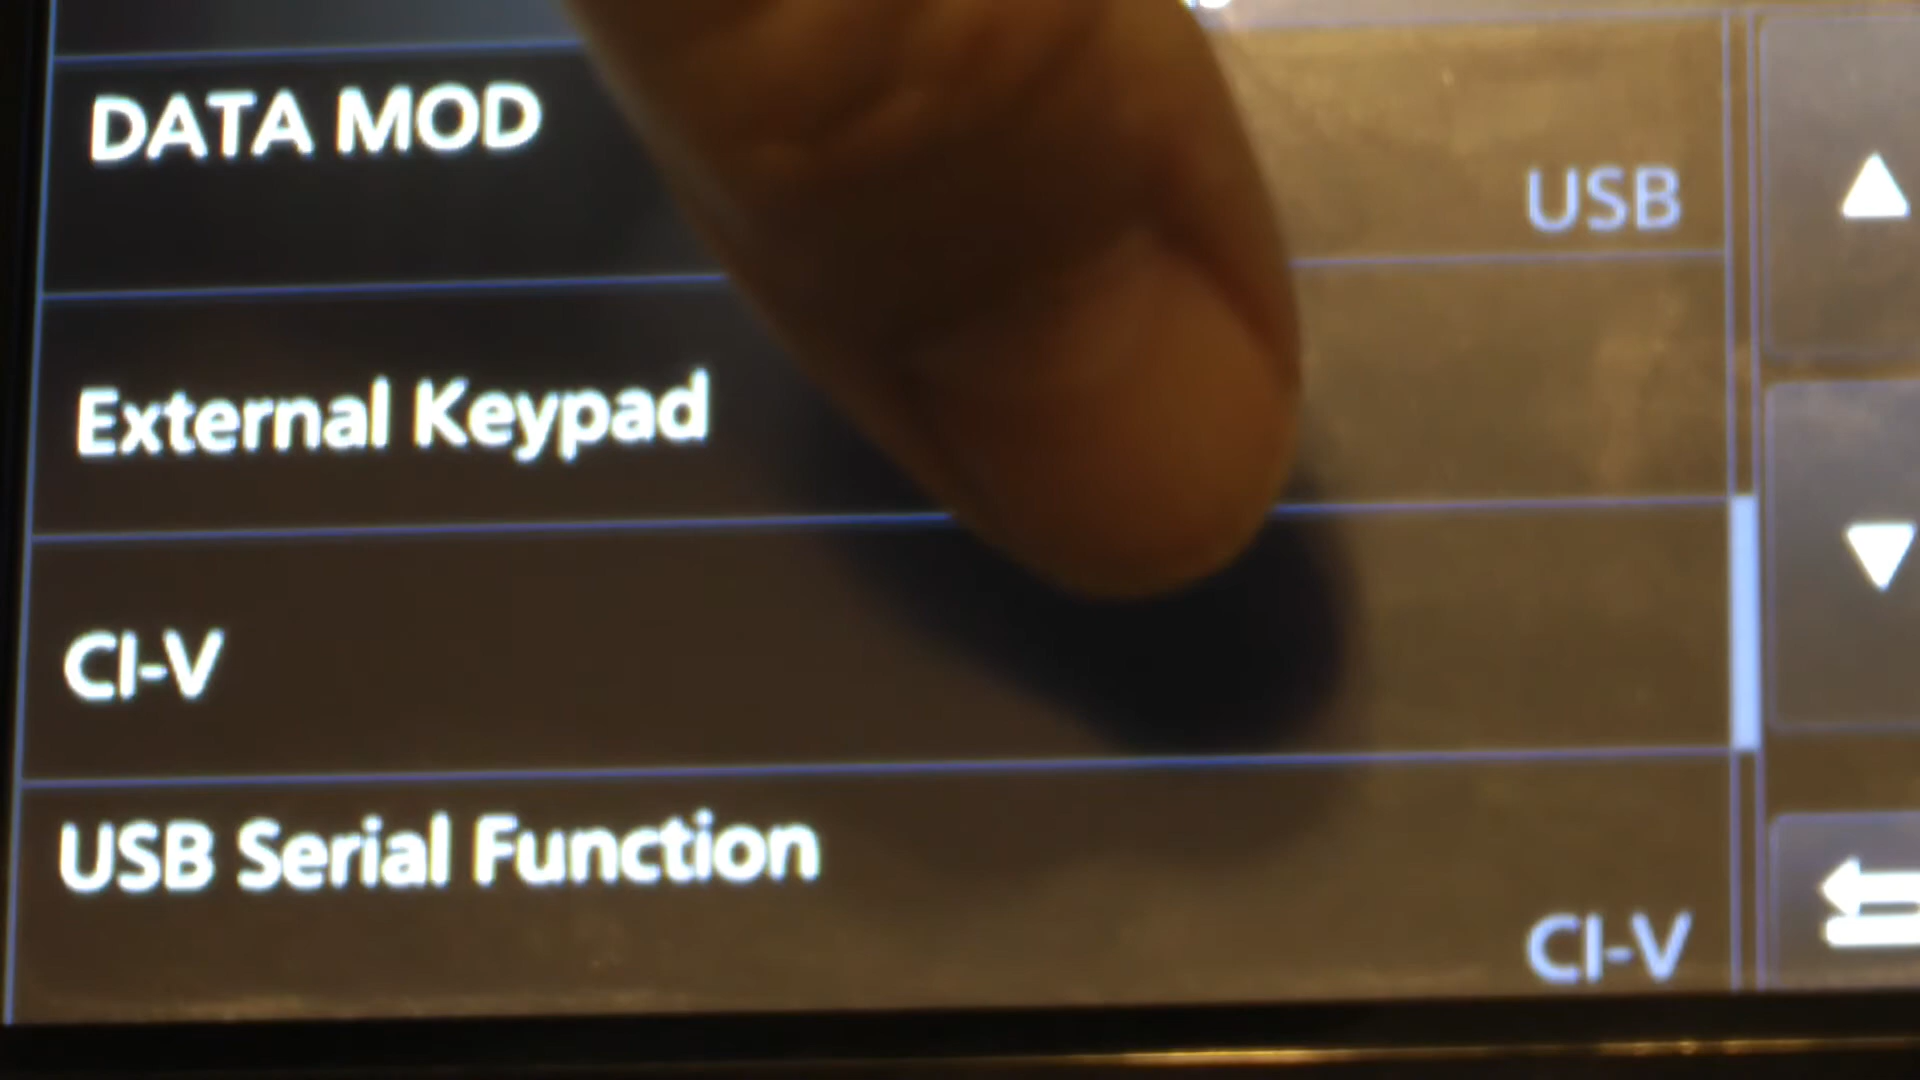 DATA MOD
USB
External Keypad
CI-V
USB Serial Function
CI-V